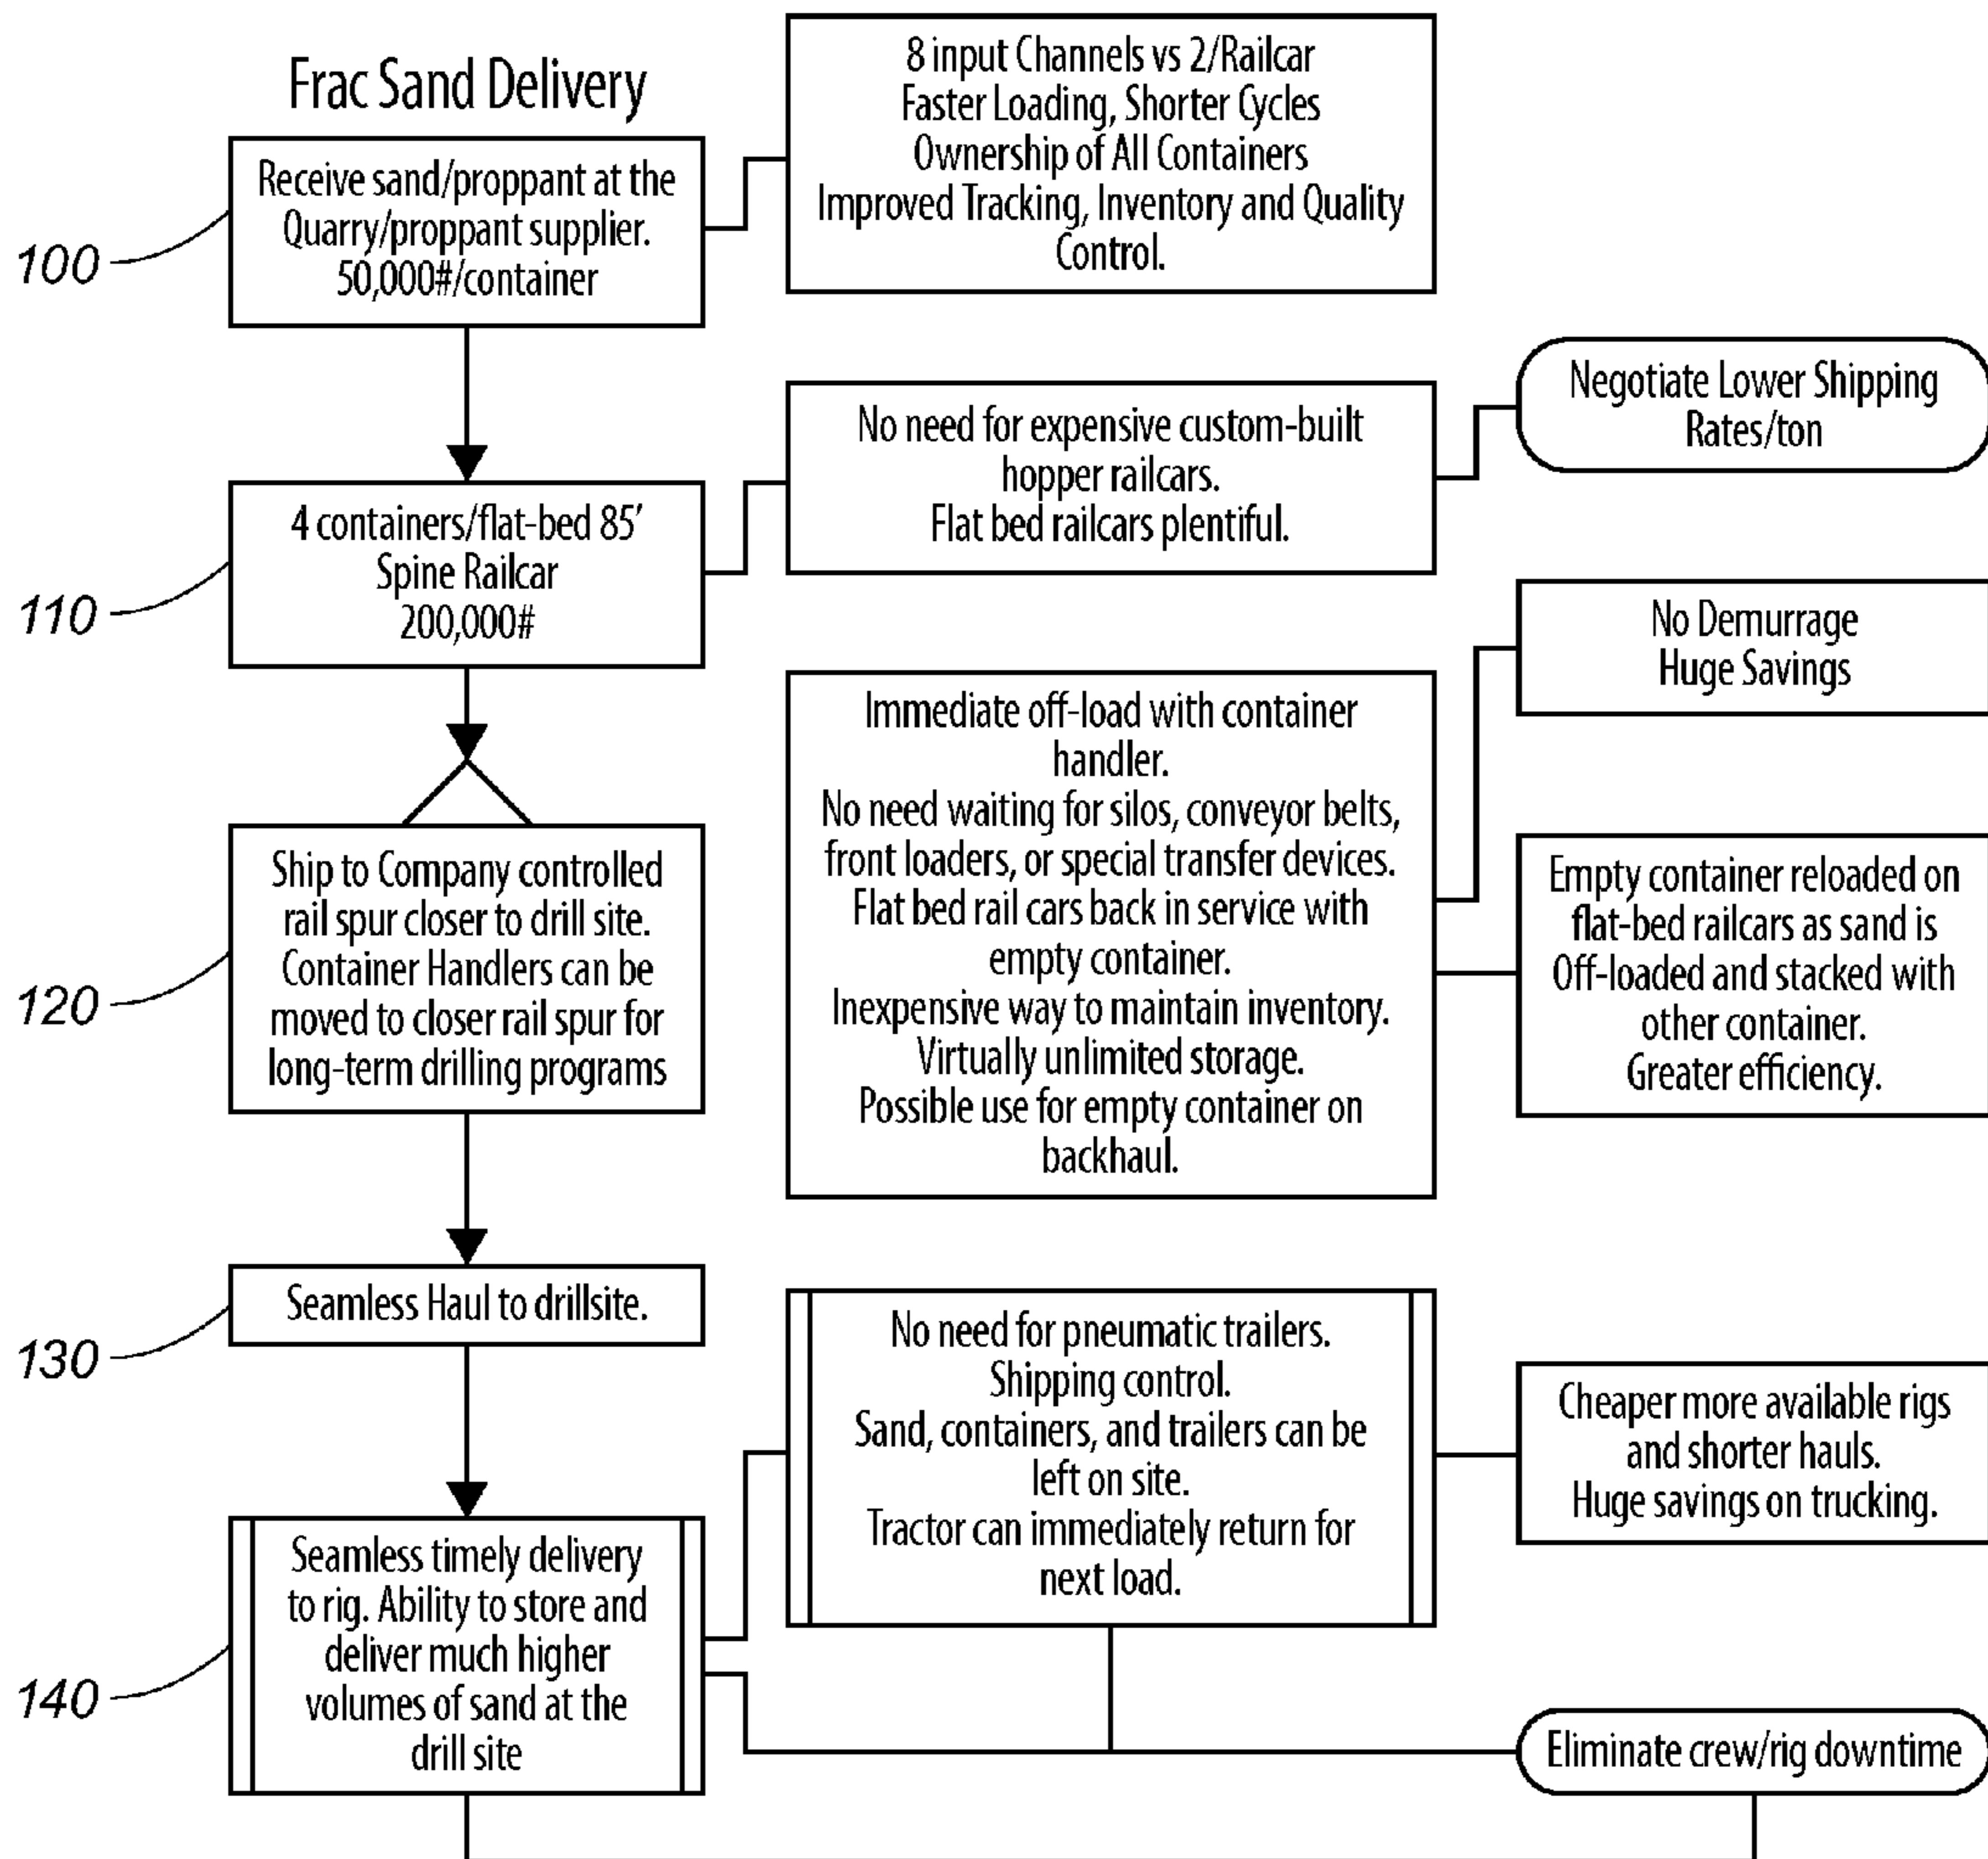 Frac Sand Delivery
100
Receive sand/proppant at the
Quarry/proppant supplier.
50,000#/container
8 input Channels vs 2/Railcar
Faster Loading, Shorter Cycles
Ownership of All Containers
Improved Tracking, Inventory and Quality
Control.
110
4 containers/flat-bed 85’
Spine Railcar
200,000#
No need for expensive custom-built
hopper railcars.
Flat bed railcars plentiful.
Negotiate Lower Shipping
Rates/ton
120
Ship to Company controlled
rail spur closer to drill site.
Container Handlers can be
moved to closer rail spur for
long-term drilling programs
Immediate off-load with container
handler.
No need waiting for silos, conveyor belts,
front loaders, or special transfer devices.
Flat bed rail cars back in service with
empty container.
Inexpensive way to maintain inventory.
Virtually unlimited storage.
Possible use for empty container on
backhaul.
No Demurrage
Huge Savings
Empty container reloaded on
flat-bed railcars as sand is
Off-loaded and stacked with
other container.
Greater efficiency.
130
Seamless Haul to drillsite.
140
Seamless timely delivery
to rig. Ability to store and
deliver much higher
volumes of sand at the
drill site
No need for pneumatic trailers.
Shipping control.
Sand, containers, and trailers can be
left on site.
Tractor can immediately return for
next load.
Cheaper more available rigs
and shorter hauls.
Huge savings on trucking.
Eliminate crew/rig downtime